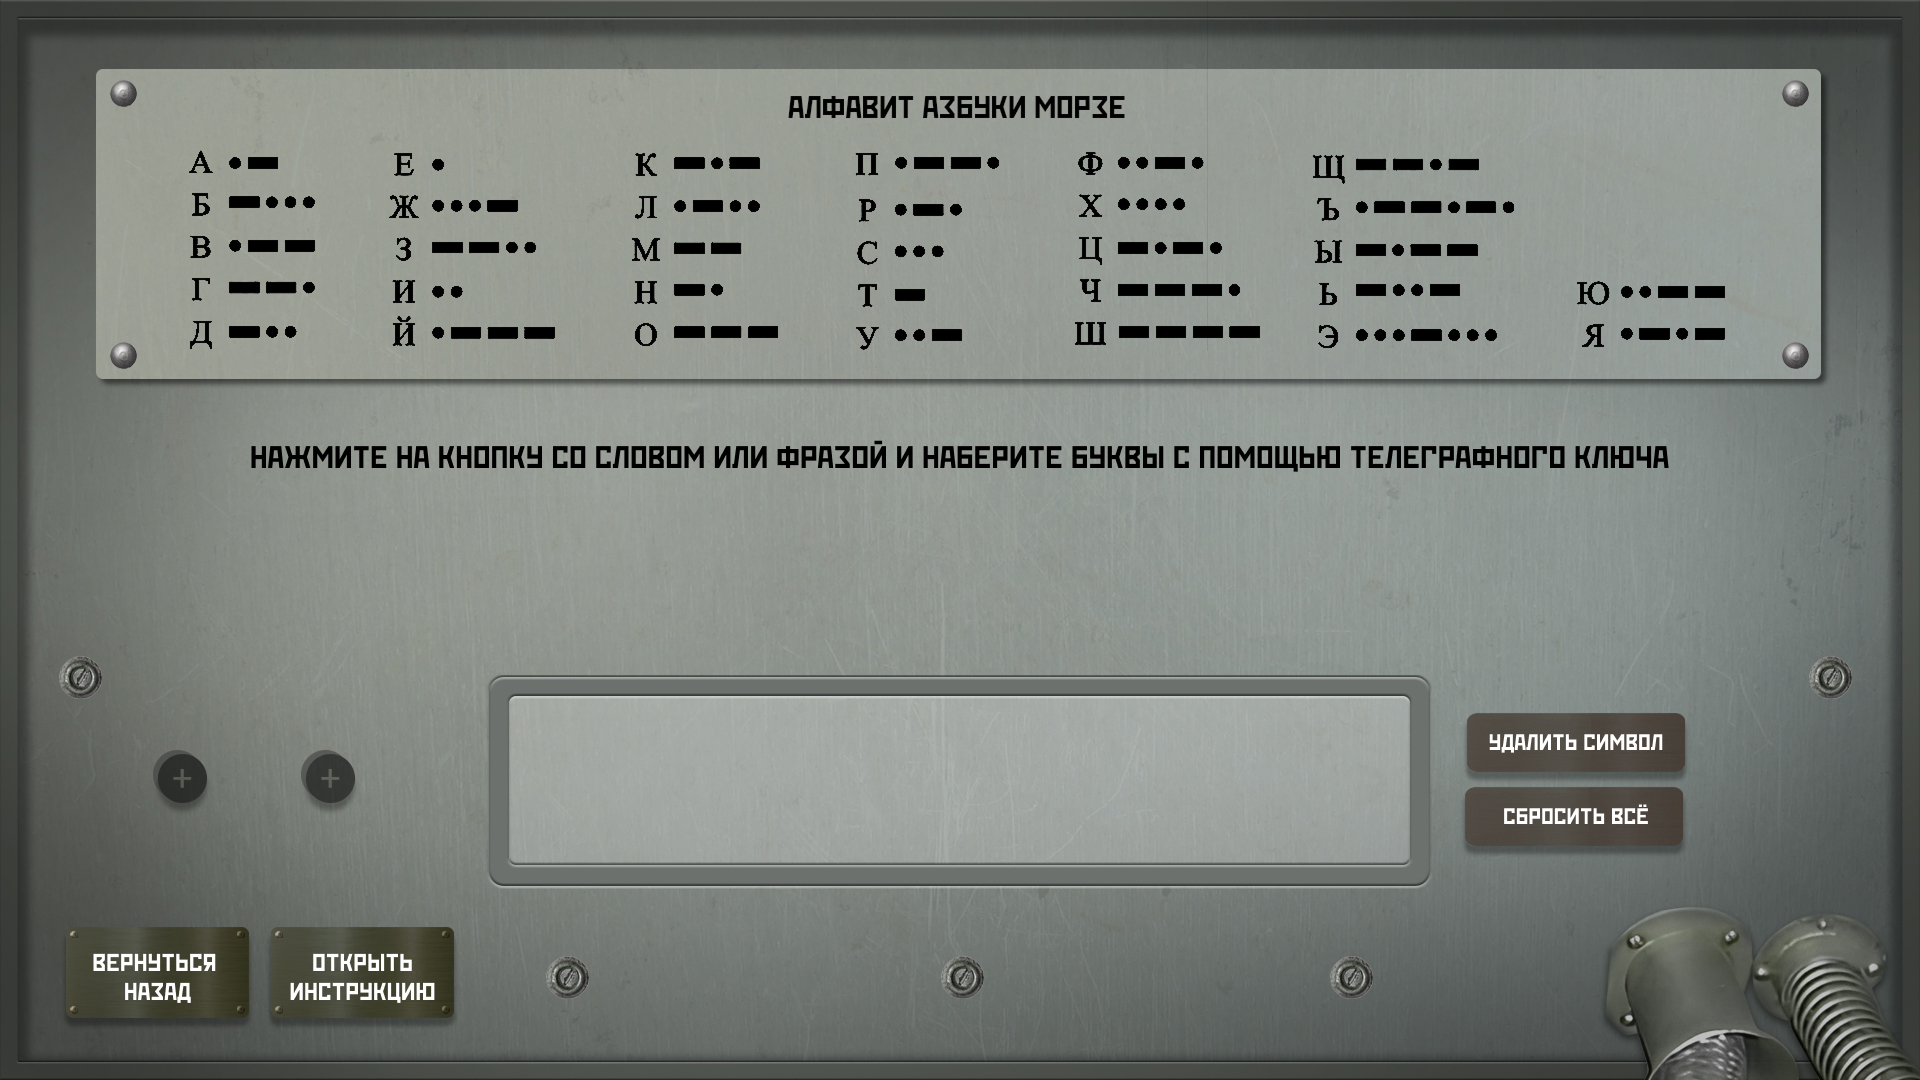 АЛФАВИТ АЗБУКИ МОРЗЕ
А •— Е • К —•— П •——• Ф ••—• Щ ——•—
Б —••• Ж •••— Л •—•• Р •—• Х •••• Ъ •——•—•
В •—— З ——•• М —— С ••• Ц —•—• Ы —•——
Г ——• И •• Н —• Т — Ч ———• Ь —••— Ю ••——
Д —•• Й •——— О ——— У ••— Ш ———— Э •••—••• Я •—•—
НАЖМИТЕ НА КНОПКУ СО СЛОВОМ ИЛИ ФРАЗОЙ И НАБЕРИТЕ БУКВЫ С ПОМОЩЬЮ ТЕЛЕГРАФНОГО КЛЮЧА
+ +
УДАЛИТЬ СИМВОЛ
СБРОСИТЬ ВСЁ
ВЕРНУТЬСЯ
НАЗАД
ОТКРЫТЬ
ИНСТРУКЦИЮ